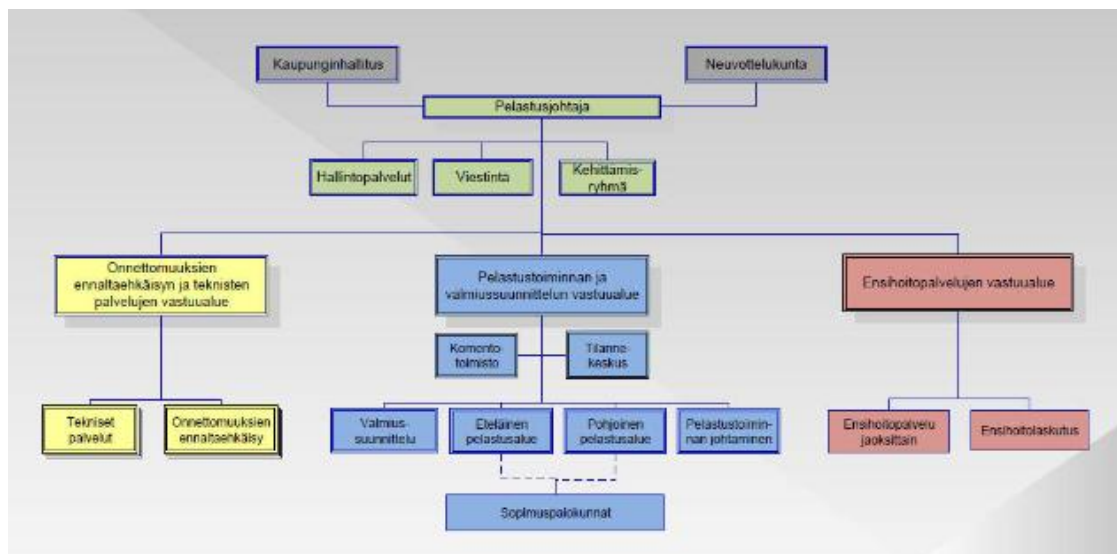 Kaupunginhallitus
Neuvottelukunta
Pelastusjohtaja
Hallintopalvelut
Viestintä
Kehittämis-
ryhmä
Onnettomuuksien
ennaltaehkäisyn ja teknisten
palvelujen vastuualue
Pelastustoiminnan ja
valmiussuunnittelun vastuualue
Ensihoitopalvelujen vastuualue
Komento
toimisto
Tilanne
keskus
Tekniset
palvelut
Onnettomuuksien
ennaltaehkäisy
Valmius-
suunnittelu
Eteläinen
pelastusalue
Pohjoinen
pelastusalue
Pelastustoimin-
nan johtaminen
Ensihoitopalvelu
jaoksittain
Ensihoitolaskutus
Sopimuspalokunnat